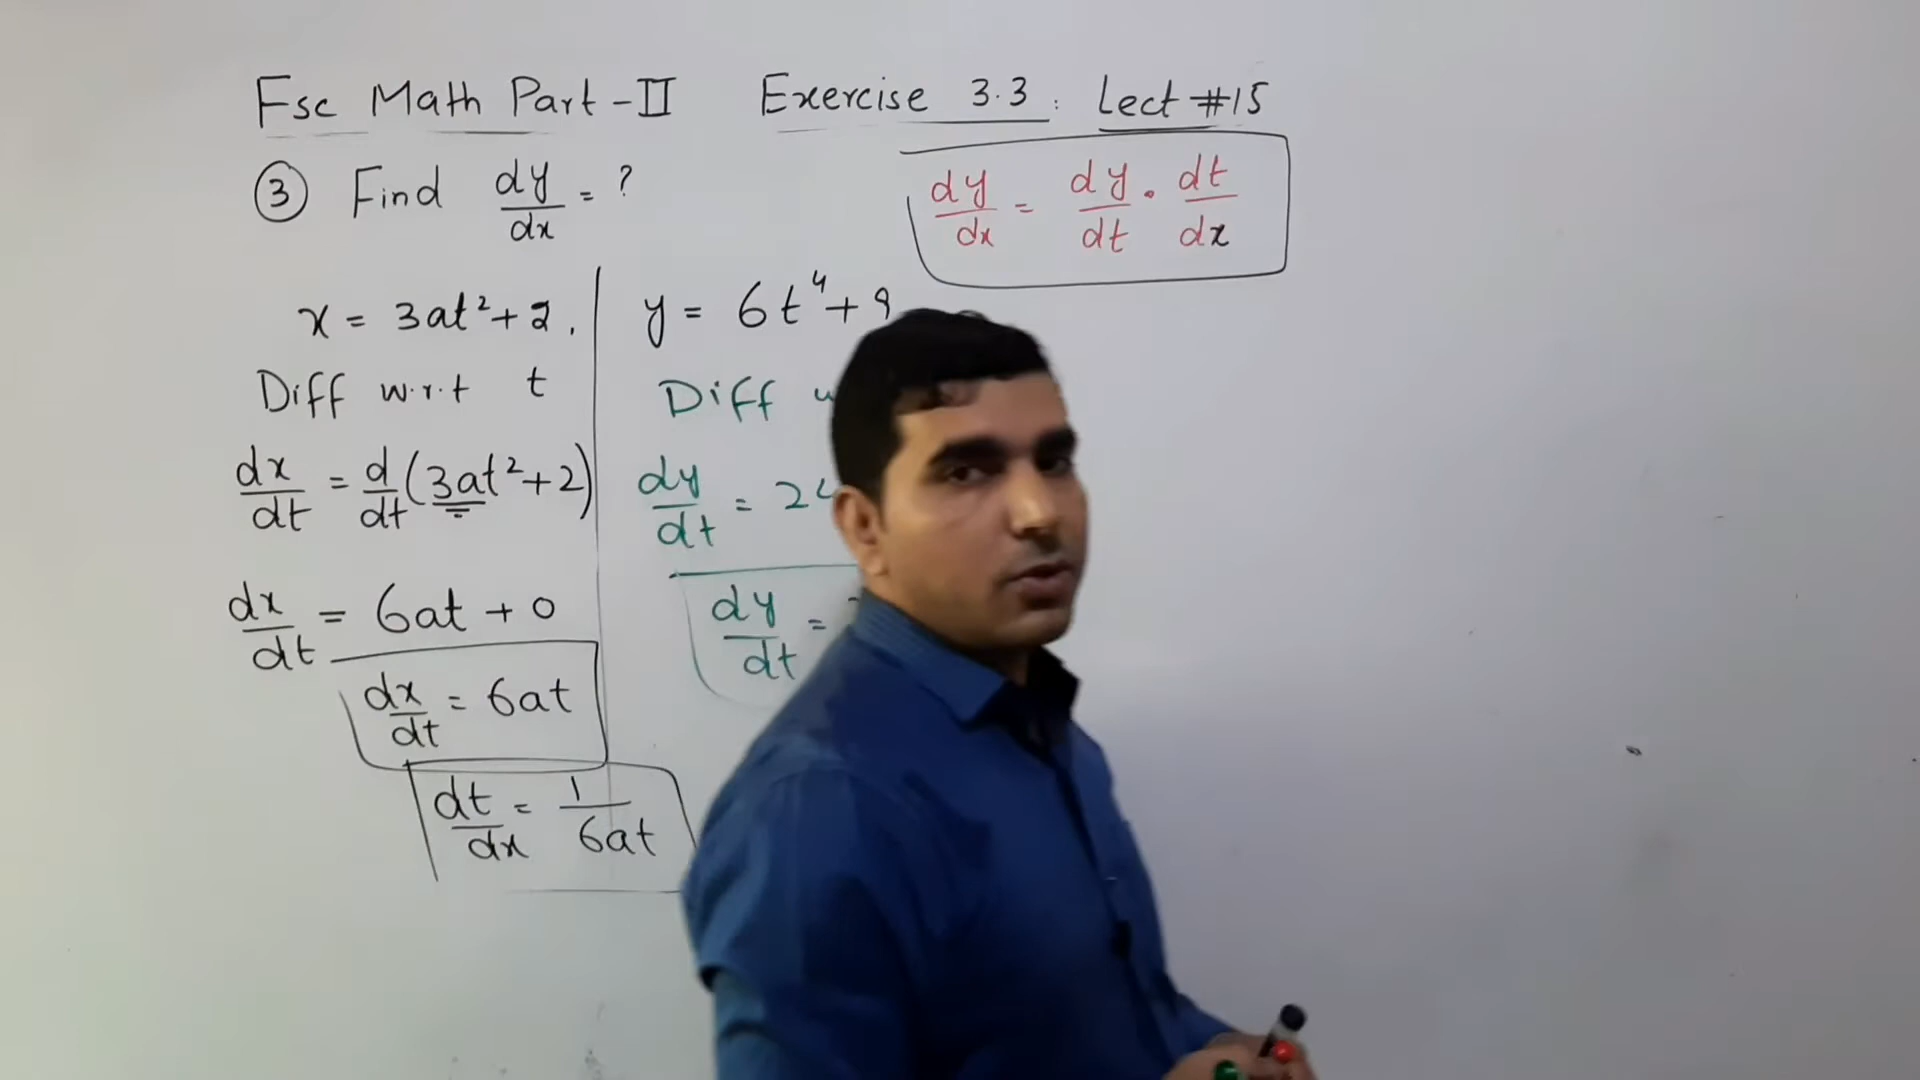 Fsc Math Part-II Exercise 3.3 : Lect #15
③ Find dy/dx = ?
dy/dx = dy/dt . dt/dx
x = 3at²+2 .
Diff w.r.t t
dx/dt = d/dt (3at²+2)
dx/dt = 6at + 0
dx/dt = 6at
dt/dx = 1/6at
y = 6t⁴+9
Diff
dy/dt = 24
dy/dt =